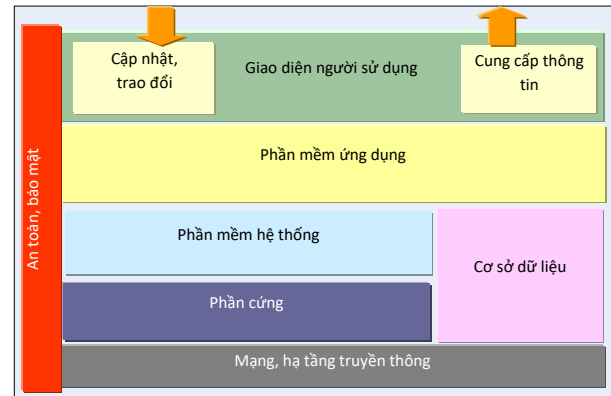 Cập nhật,
trao đổi
Giao diện người sử dụng
Cung cấp thông
tin
Phần mềm ứng dụng
An toàn, bảo mật
Phần mềm hệ thống
Cơ sở dữ liệu
Phần cứng
Mạng, hạ tầng truyền thông